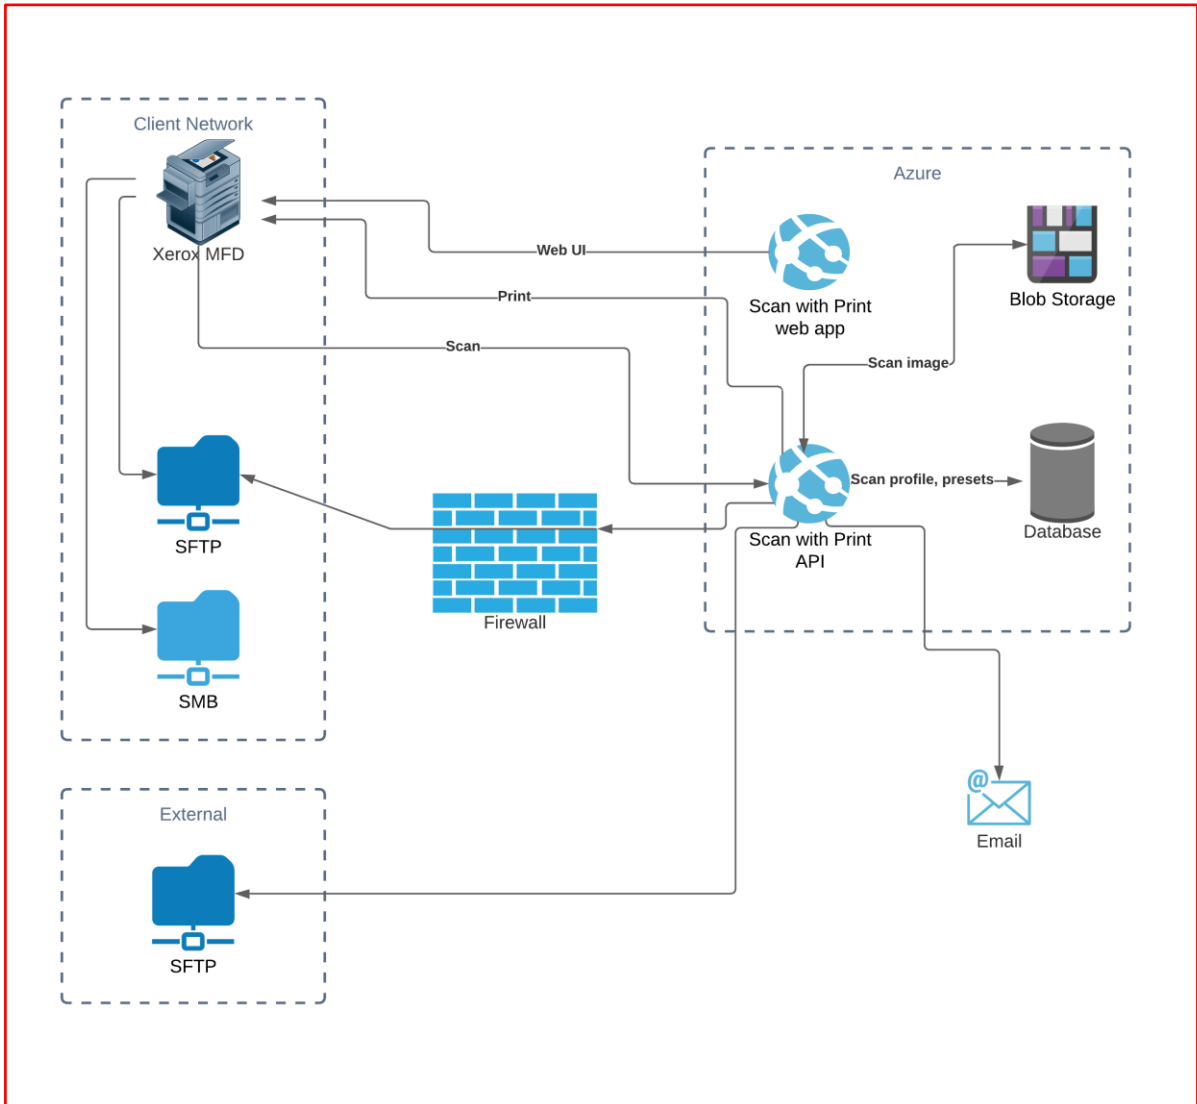 Client Network
Xerox MFD
Azure
Web UI
Scan with Print
web app
Blob Storage
Print
Scan
Scan image
Scan profile, presets
Scan with Print
API
Database
SFTP
Firewall
SMB
External
SFTP
@
Email